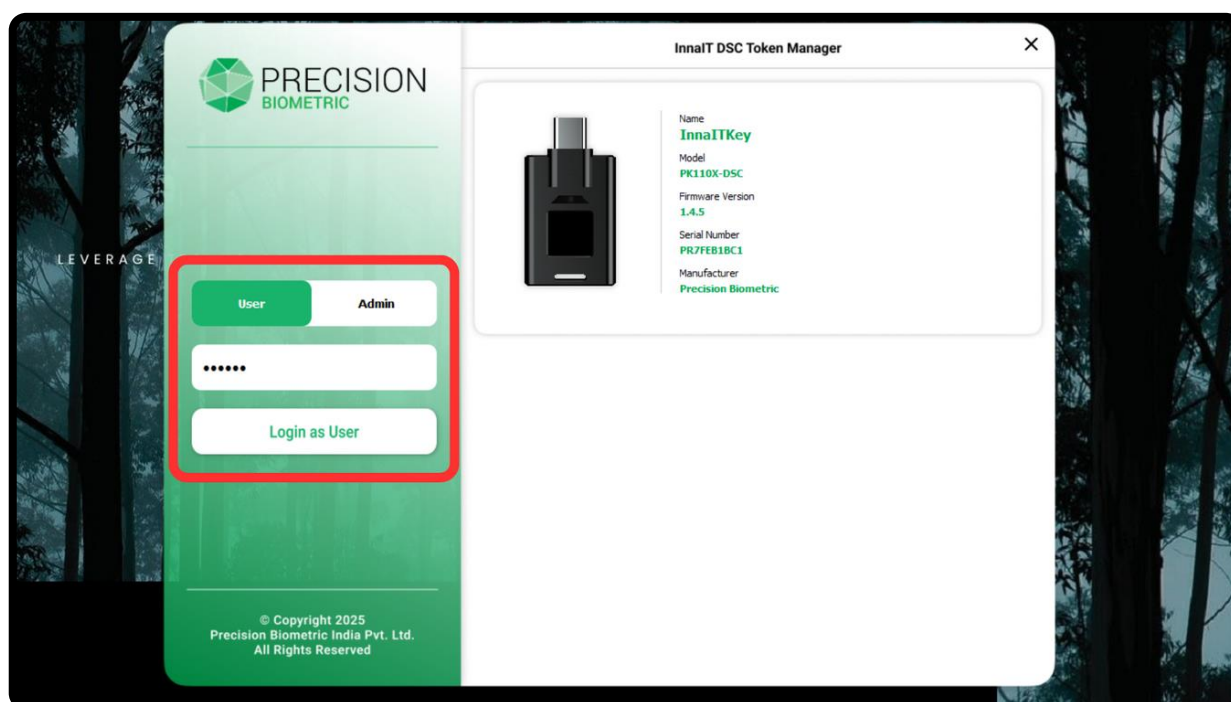 PRECISION
BIOMETRIC
LEVERAGE
User Admin
••••••
Login as User
© Copyright 2025
Precision Biometric India Pvt. Ltd.
All Rights Reserved
InnaIT DSC Token Manager
Name
InnaITKey
Model
PK110X-DSC
Firmware Version
1.4.5
Serial Number
PR7FEB1BC1
Manufacturer
Precision Biometric